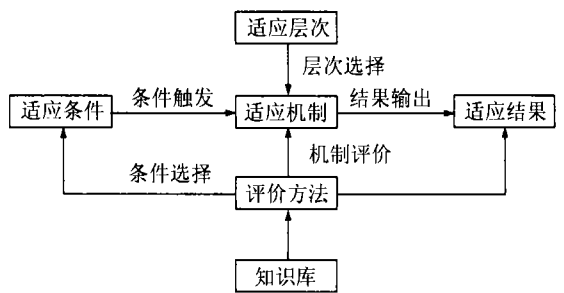 适应层次
层次选择
适应条件
条件触发
适应机制
结果输出
适应结果
机制评价
条件选择
评价方法
知识库